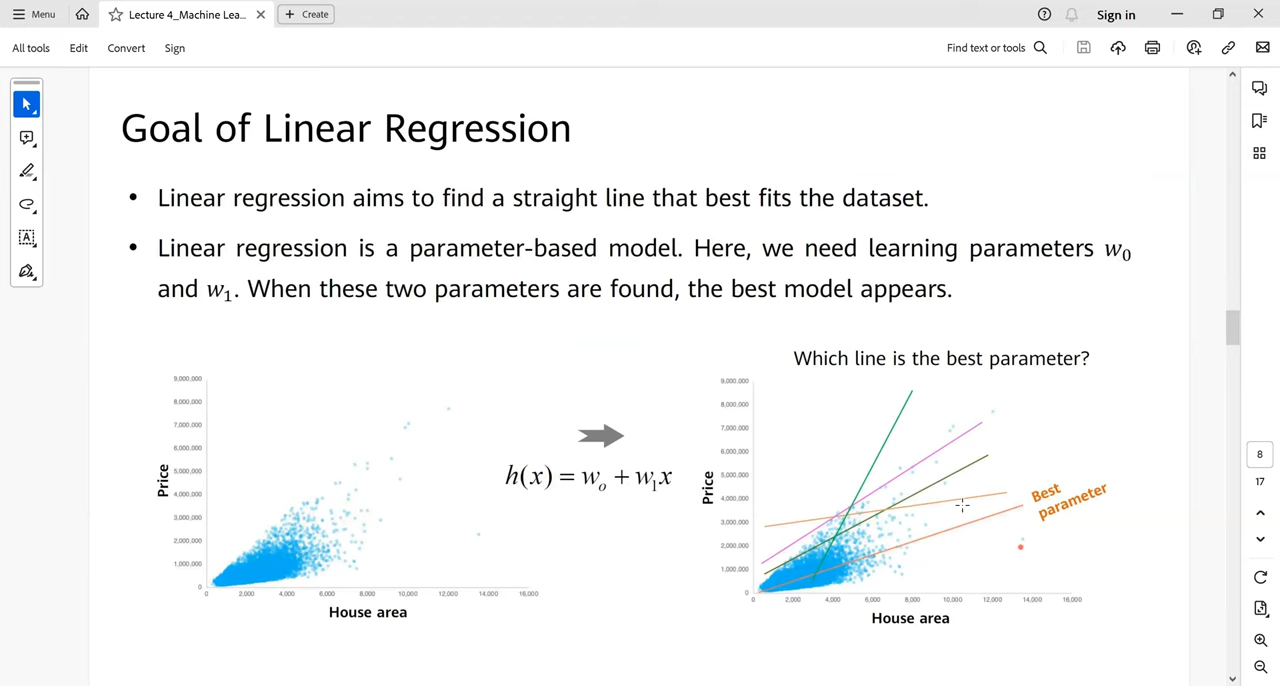 Menu
Lecture 4_Machine Lea...
Create
Sign in
All tools
Edit
Convert
Sign
Find text or tools
Goal of Linear Regression
• Linear regression aims to find a straight line that best fits the dataset.
• Linear regression is a parameter-based model. Here, we need learning parameters w₀
and w₁. When these two parameters are found, the best model appears.
Which line is the best parameter?
9,000,000
8,000,000
7,000,000
6,000,000
5,000,000
4,000,000
3,000,000
2,000,000
1,000,000
0
Price
0 2,000 4,000 6,000 8,000 10,000 12,000 14,000 16,000
House area
h(x) = wₒ + w₁x
9,000,000
8,000,000
7,000,000
6,000,000
5,000,000
4,000,000
3,000,000
2,000,000
1,000,000
0
Price
0 2,000 4,000 6,000 8,000 10,000 12,000 14,000 16,000
House area
Best
parameter
8
17